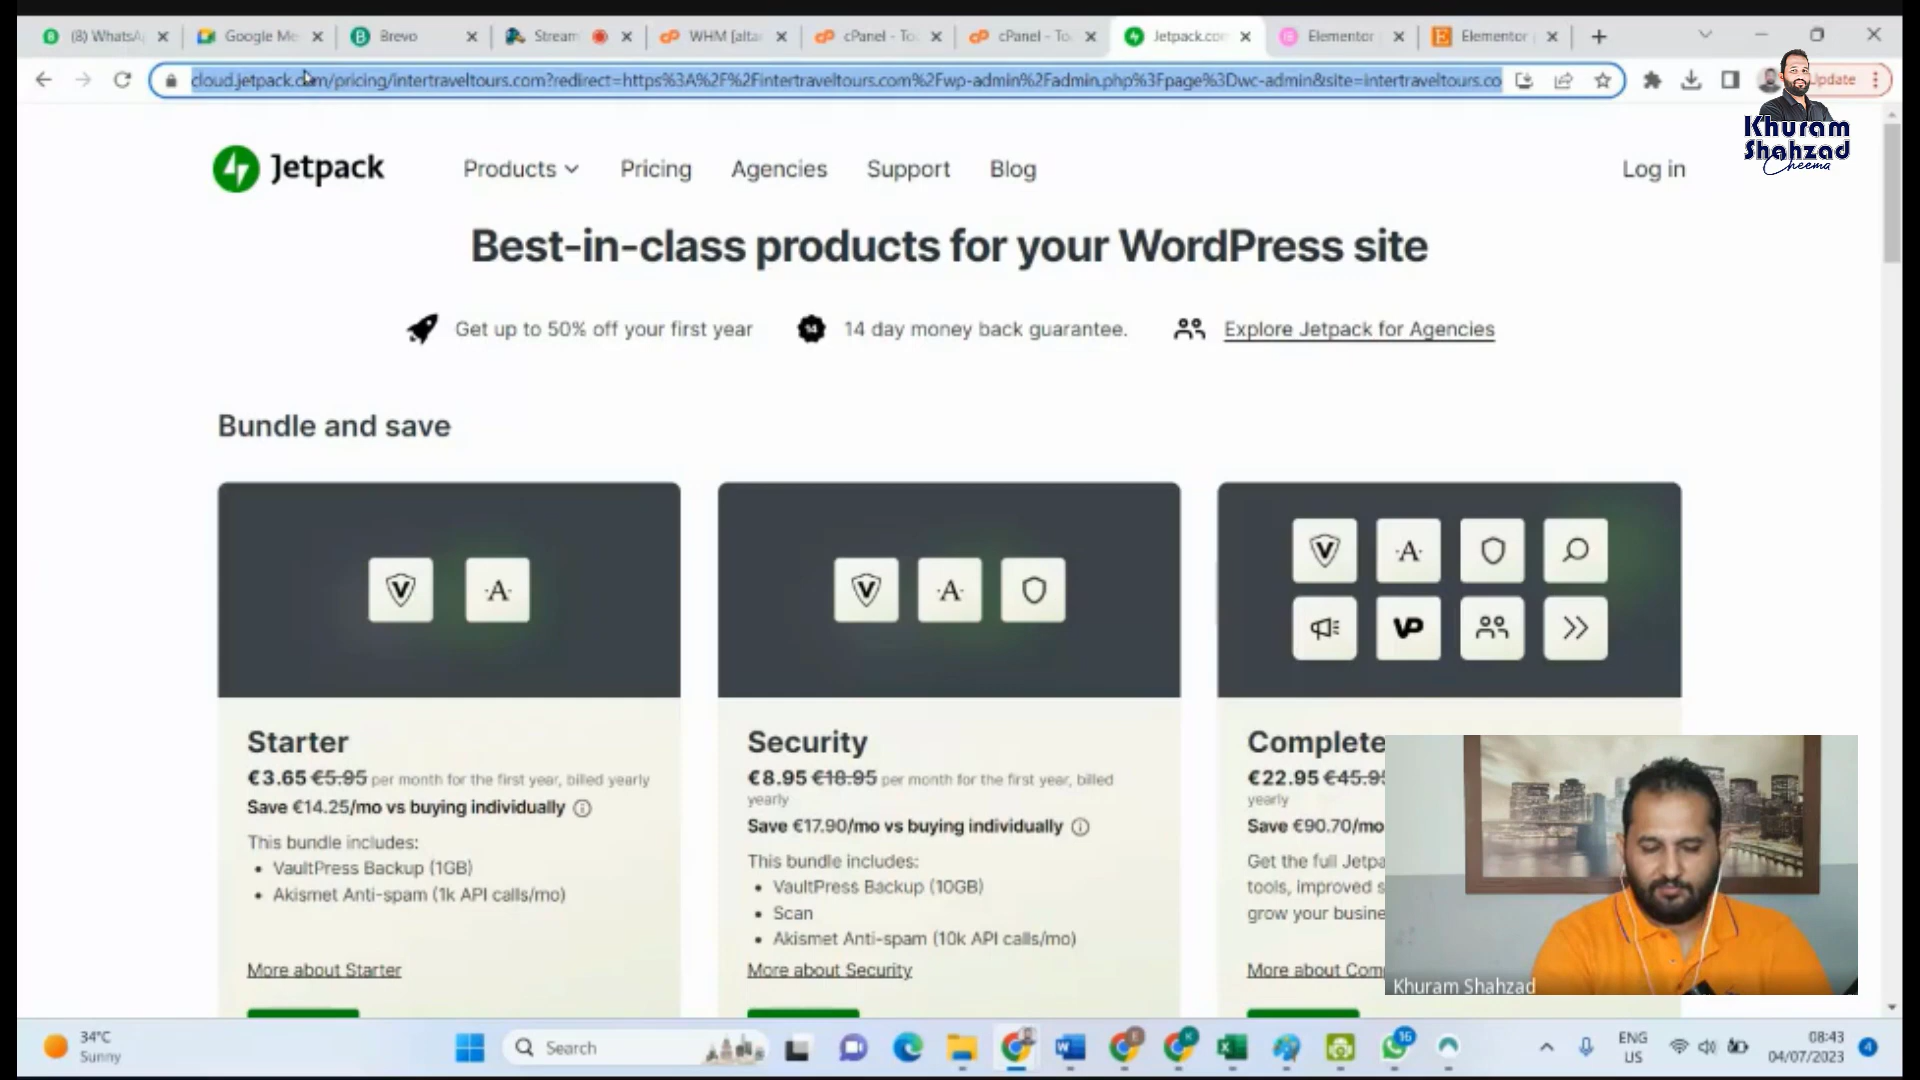 (8) WhatsA
Google Me
Brevo
Stream
WHM [alta
cPanel - To
cPanel - To
Jetpack.co
Elementor
Elementor
cloud.jetpack.com/pricing/intertraveltours.com?redirect=https%3A%2F%2Fintertraveltours.com%2Fwp-admin%2Fadmin.php%3Fpage%3Dwc-admin&site=intertraveltours.co
Update
Khuram
Shahzad
Cheema
Jetpack
Products
Pricing
Agencies
Support
Blog
Log in
Best-in-class products for your WordPress site
Get up to 50% off your first year
14
14 day money back guarantee.
Explore Jetpack for Agencies
Bundle and save
V
A
V
A
V
A
VP
Starter
€3.65 €5.95 per month for the first year, billed yearly
Save €14.25/mo vs buying individually
This bundle includes:
• VaultPress Backup (1GB)
• Akismet Anti-spam (1k API calls/mo)
More about Starter
Security
€8.95 €18.95 per month for the first year, billed
yearly
Save €17.90/mo vs buying individually
This bundle includes:
• VaultPress Backup (10GB)
• Scan
• Akismet Anti-spam (10k API calls/mo)
More about Security
Complete
€22.95 €45.95
yearly
Save €90.70/mo
Get the full Jetpa
tools, improved s
grow your busine
More about Com
Khuram Shahzad
34°C
Sunny
Search
16
ENG
US
08:43
04/07/2023
4